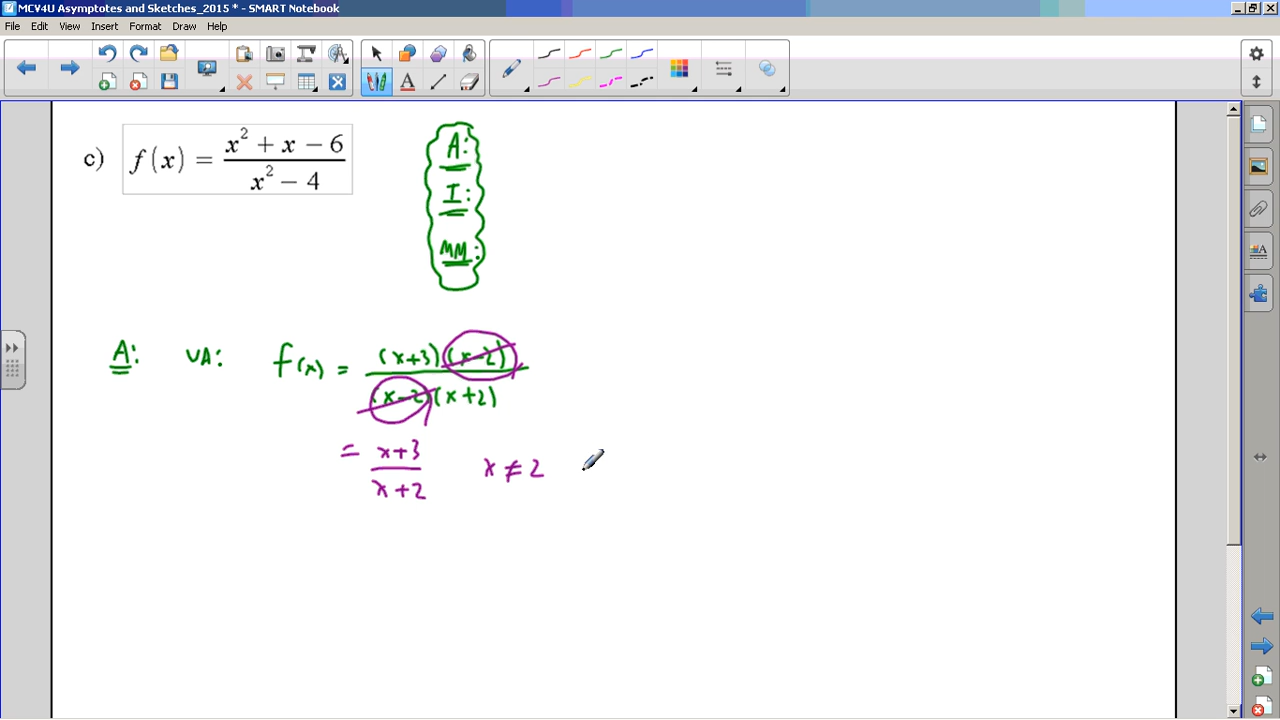 MCV4U Asymptotes and Sketches_2015 * - SMART Notebook
File Edit View Insert Format Draw Help
c) f(x) = (x² + x − 6)/(x² − 4)
A:
I:
MM:
A: VA: f(x) = (x+3)(x−2)/(x−2)(x+2)
= x+3/x+2 x ≠ 2